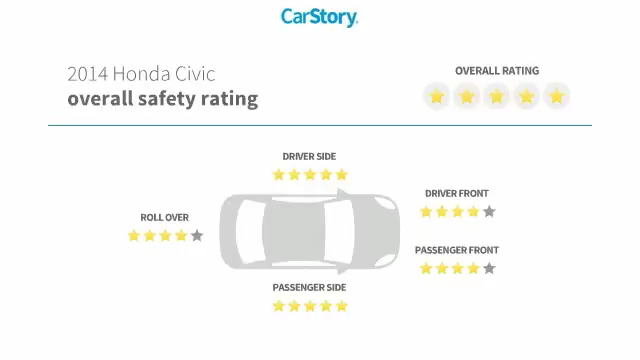 CarStory
2014 Honda Civic
overall safety rating
OVERALL RATING
DRIVER SIDE
DRIVER FRONT
ROLL OVER
PASSENGER FRONT
PASSENGER SIDE